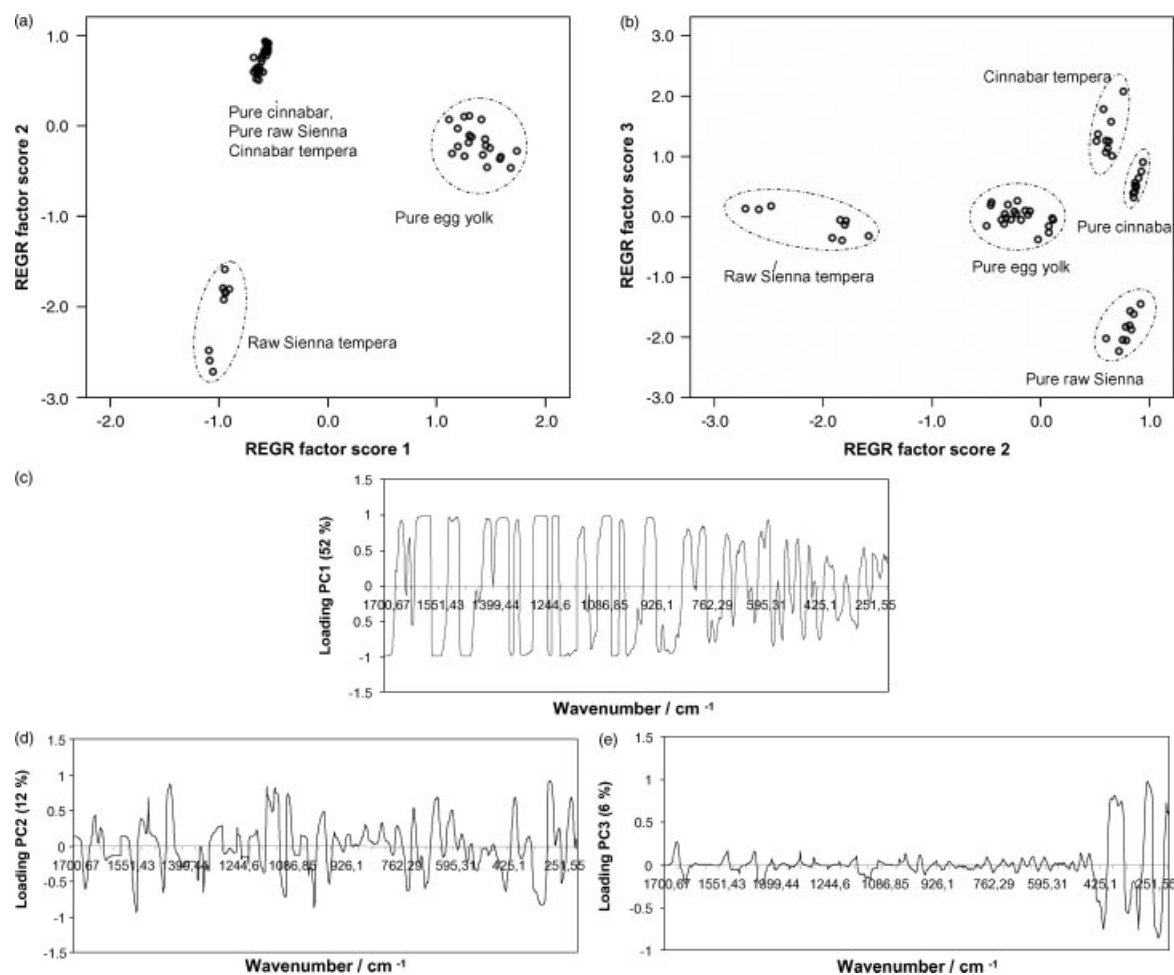 (a)
1.0
0.0
-1.0
-2.0
-3.0
REGR factor score 2
Pure cinnabar,
Pure raw Sienna
Cinnabar tempera
Pure egg yolk
Raw Sienna tempera
-2.0 -1.0 0.0 1.0 2.0
REGR factor score 1
(b)
3.0
2.0
1.0
0.0
-1.0
-2.0
-3.0
REGR factor score 3
Cinnabar tempera
Pure cinnaba
Raw Sienna tempera
Pure egg yolk
Pure raw Sienna
-3.0 -2.0 -1.0 0.0 1.0
REGR factor score 2
(c)
1.5
1
0.5
0
-0.5
-1
-1.5
Loading PC1 (52 %)
1700,67 1551,43 1399,44 1244,6 1086,85 926,1 762,29 595,31 425,1 251,55
Wavenumber / cm -1
(d)
1.5
1
0.5
0
-0.5
-1
-1.5
Loading PC2 (12 %)
1700,67 1551,43 1399,44 1244,6 1086,85 926,1 762,29 595,31 425,1 251,55
Wavenumber / cm -1
(e)
1.5
1
0.5
0
-0.5
-1
Loading PC3 (6 %)
1700,67 1551,43 1399,44 1244,6 1086,85 926,1 762,29 595,31 425,1 251,55
Wavenumber / cm -1